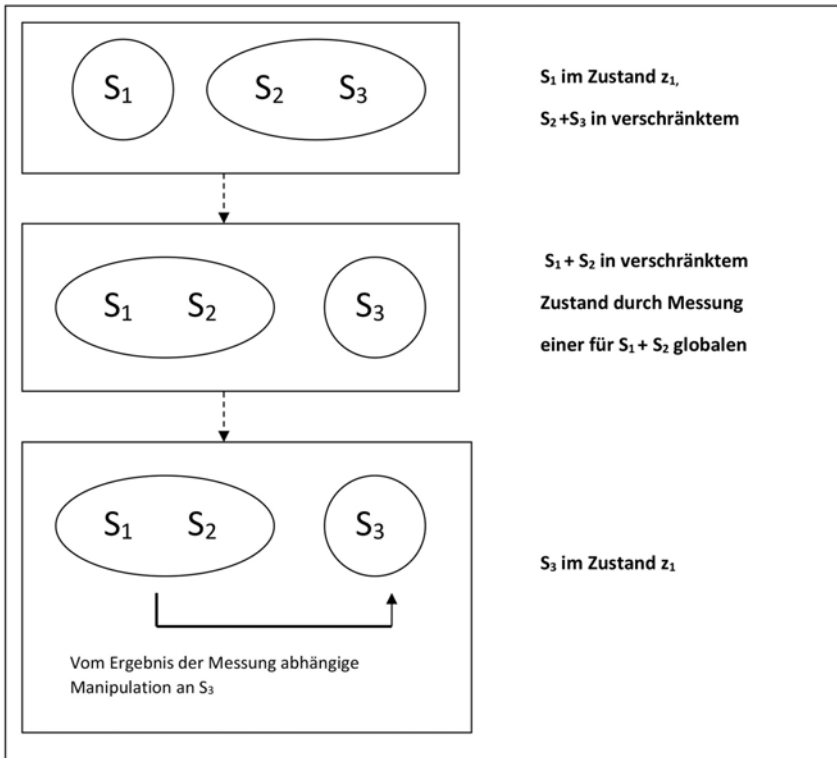 S₁ S₂ S₃
S₁ im Zustand z₁,
S₂+S₃ in verschränktem
S₁ S₂ S₃
S₁ + S₂ in verschränktem
Zustand durch Messung
einer für S₁ + S₂ globalen
S₁ S₂ S₃
S₃ im Zustand z₁
Vom Ergebnis der Messung abhängige
Manipulation an S₃